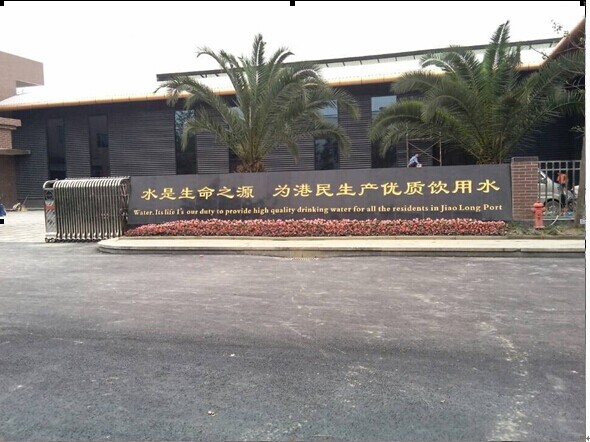 水是生命之源 为港民生产优质饮用水
Water. Its life I's our duty to provide high quality drinking water for all the residents in Jiao Long Port